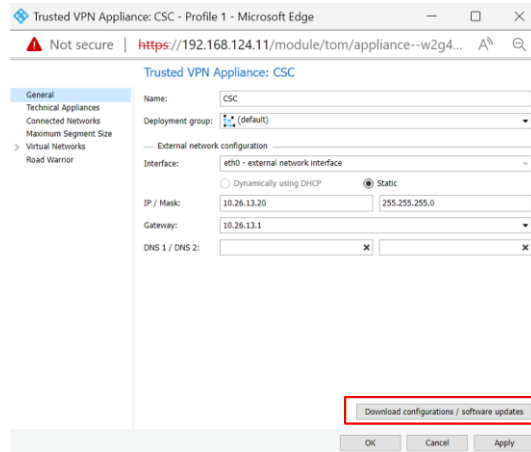 Trusted VPN Appliance: CSC - Profile 1 - Microsoft Edge
Not secure | https://192.168.124.11/module/tom/appliance--w2g4... A
Trusted VPN Appliance: CSC
General
Technical Appliances
Connected Networks
Maximum Segment Size
Virtual Networks
Road Warrior
Name: CSC
Deployment group: (default)
External network configuration
Interface: eth0 - external network interface
Dynamically using DHCP Static
IP / Mask: 10.26.13.20 255.255.255.0
Gateway: 10.26.13.1
DNS 1 / DNS 2:
Download configurations / software updates
OK Cancel Apply